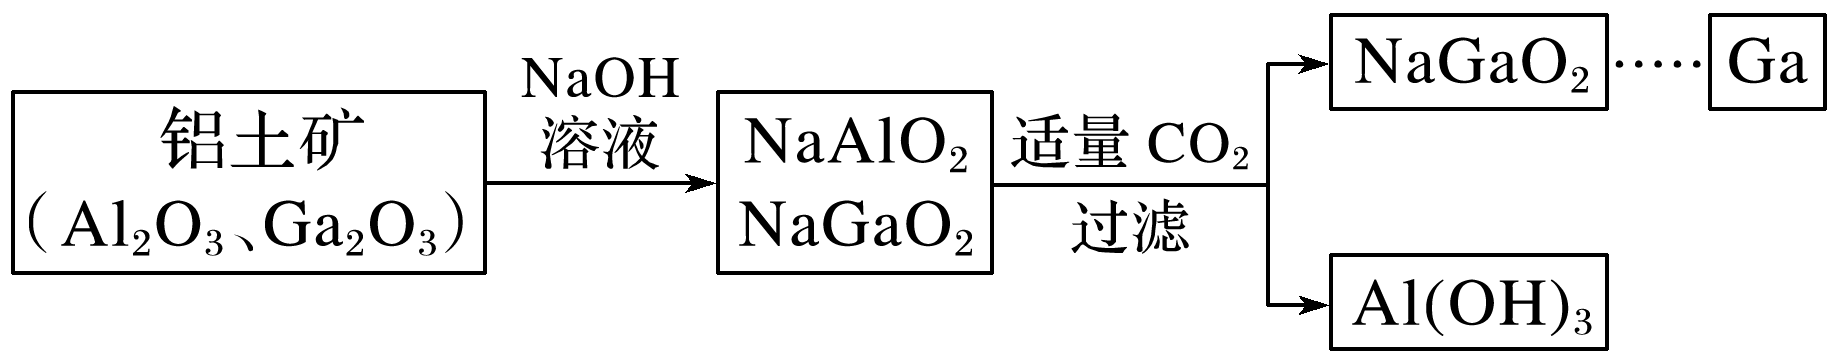 铝土矿
(Al₂O₃、Ga₂O₃)
NaOH
溶液
NaAlO₂
NaGaO₂
适量 CO₂
过滤
NaGaO₂ ····· Ga
Al(OH)₃